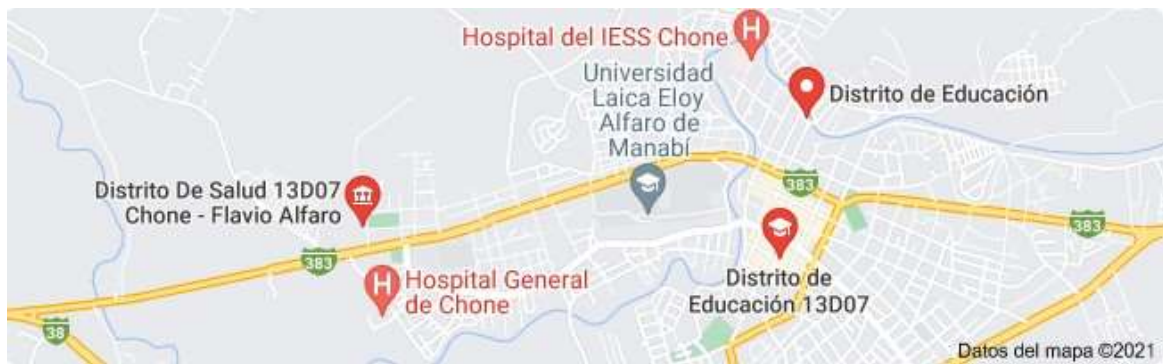 Hospital del IESS Chone
Universidad
Laica Eloy
Alfaro de
Manabí
Distrito de Educación
383
Distrito De Salud 13D07
Chone - Flavio Alfaro
383
383
Distrito de
Educación 13D07
Hospital General
de Chone
38
Datos del mapa ©2021